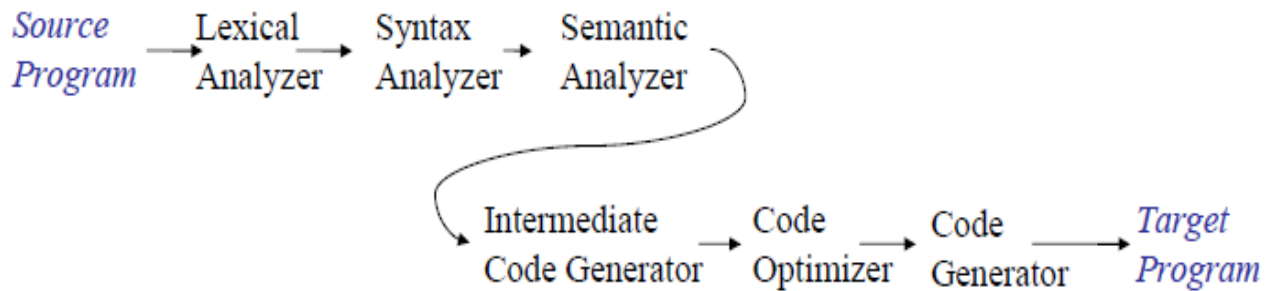 Source Lexical Syntax Semantic
Program Analyzer Analyzer Analyzer
Intermediate Code Code Target
Code Generator Optimizer Generator Program